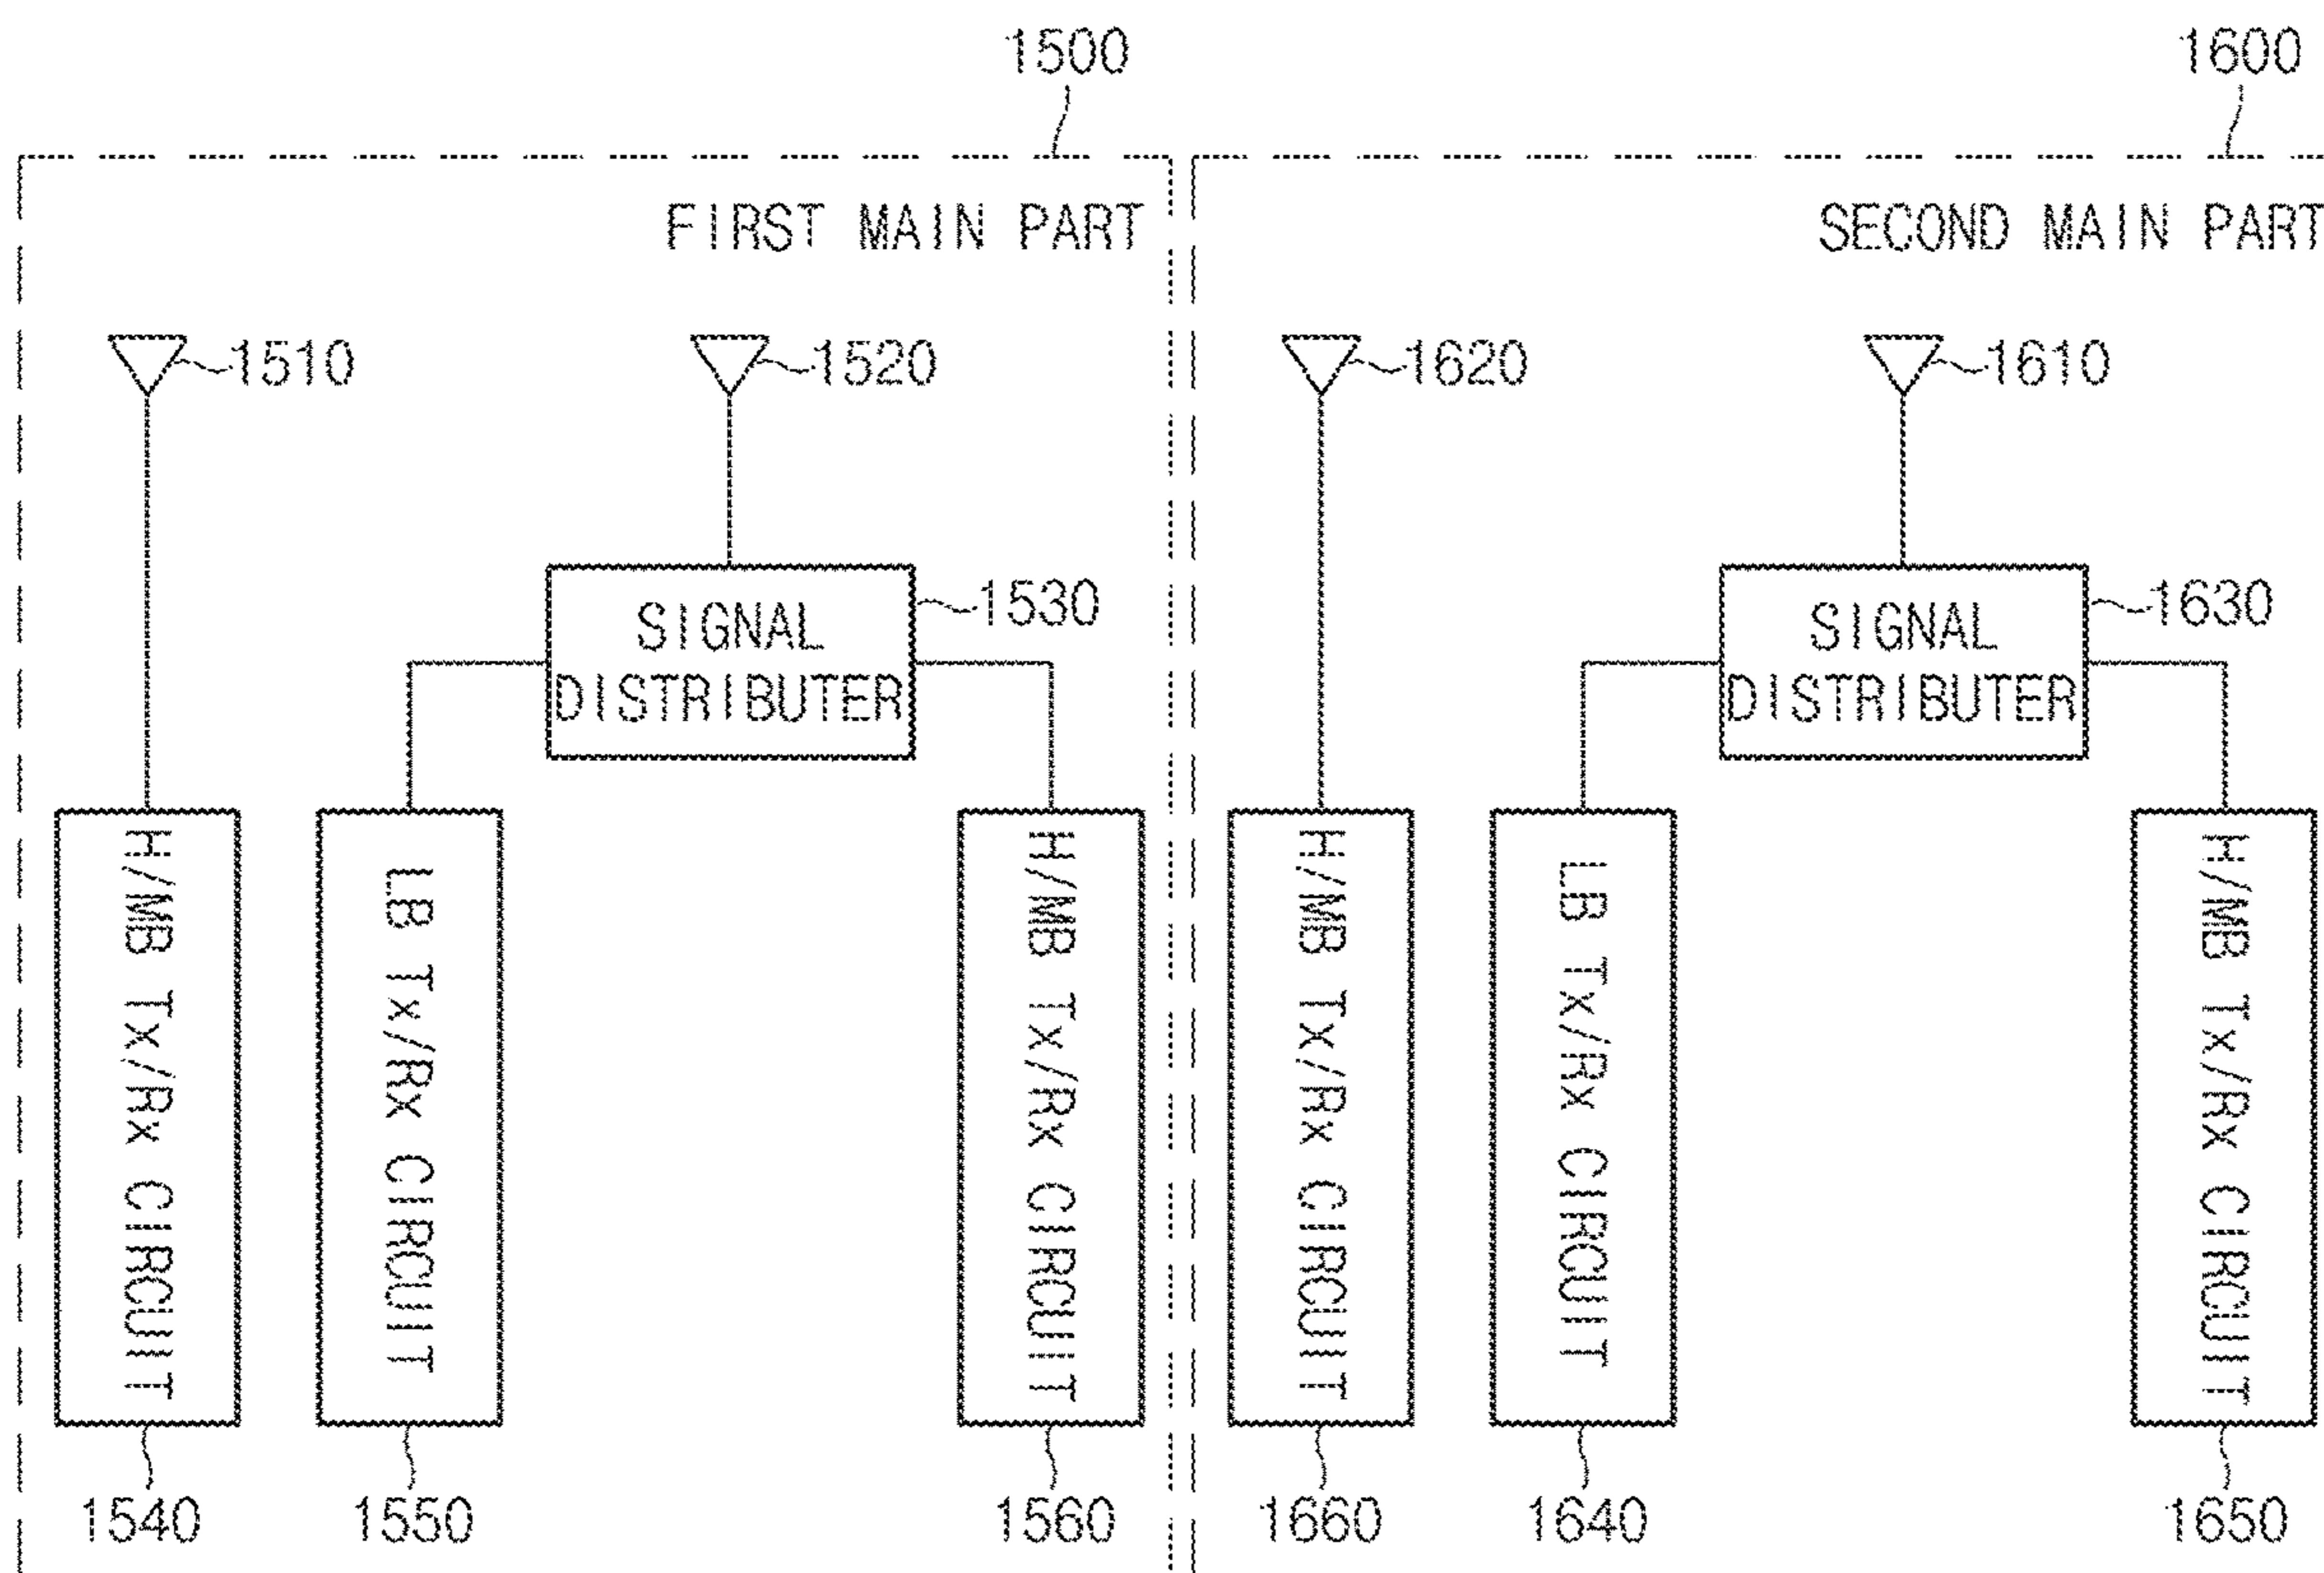 1500
1600
FIRST MAIN PART
SECOND MAIN PART
1510
1520
1620
1610
SIGNAL
DISTRIBUTER
1530
SIGNAL
DISTRIBUTER
1630
H/MB Tx/Rx CIRCUIT
LB Tx/Rx CIRCUIT
H/MB Tx/Rx CIRCUIT
H/MB Tx/Rx CIRCUIT
LB Tx/Rx CIRCUIT
H/MB Tx/Rx CIRCUIT
1540
1550
1560
1660
1640
1650